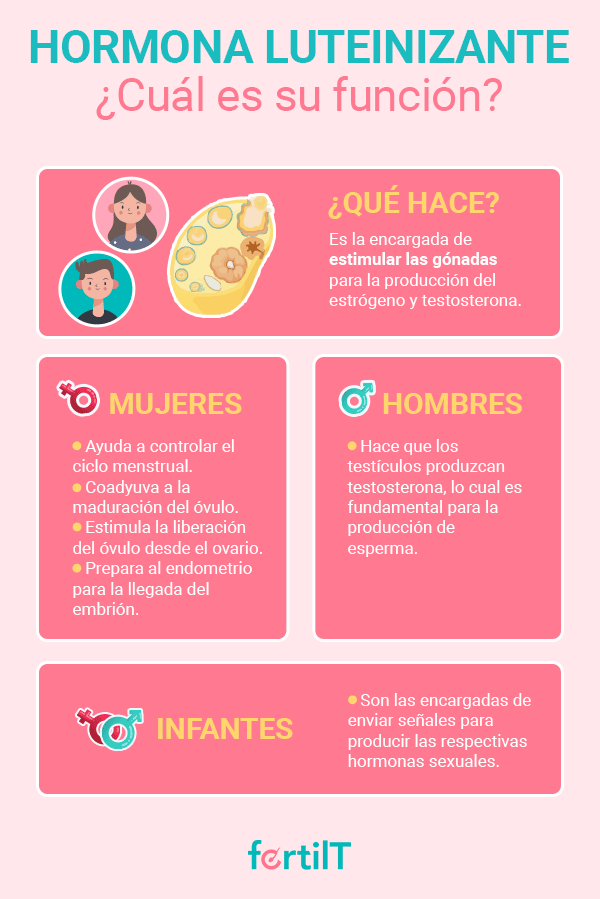 HORMONA LUTEINIZANTE
¿Cuál es su función?
¿QUÉ HACE?
Es la encargada de
estimular las gónadas
para la producción del
estrógeno y testosterona.
MUJERES
Ayuda a controlar el
ciclo menstrual.
Coadyuva a la
maduración del óvulo.
Estimula la liberación
del óvulo desde el ovario.
Prepara al endometrio
para la llegada del
embrión.
HOMBRES
Hace que los
testículos produzcan
testosterona, lo cual es
fundamental para la
producción de
esperma.
INFANTES
Son las encargadas de
enviar señales para
producir las respectivas
hormonas sexuales.
fertilT